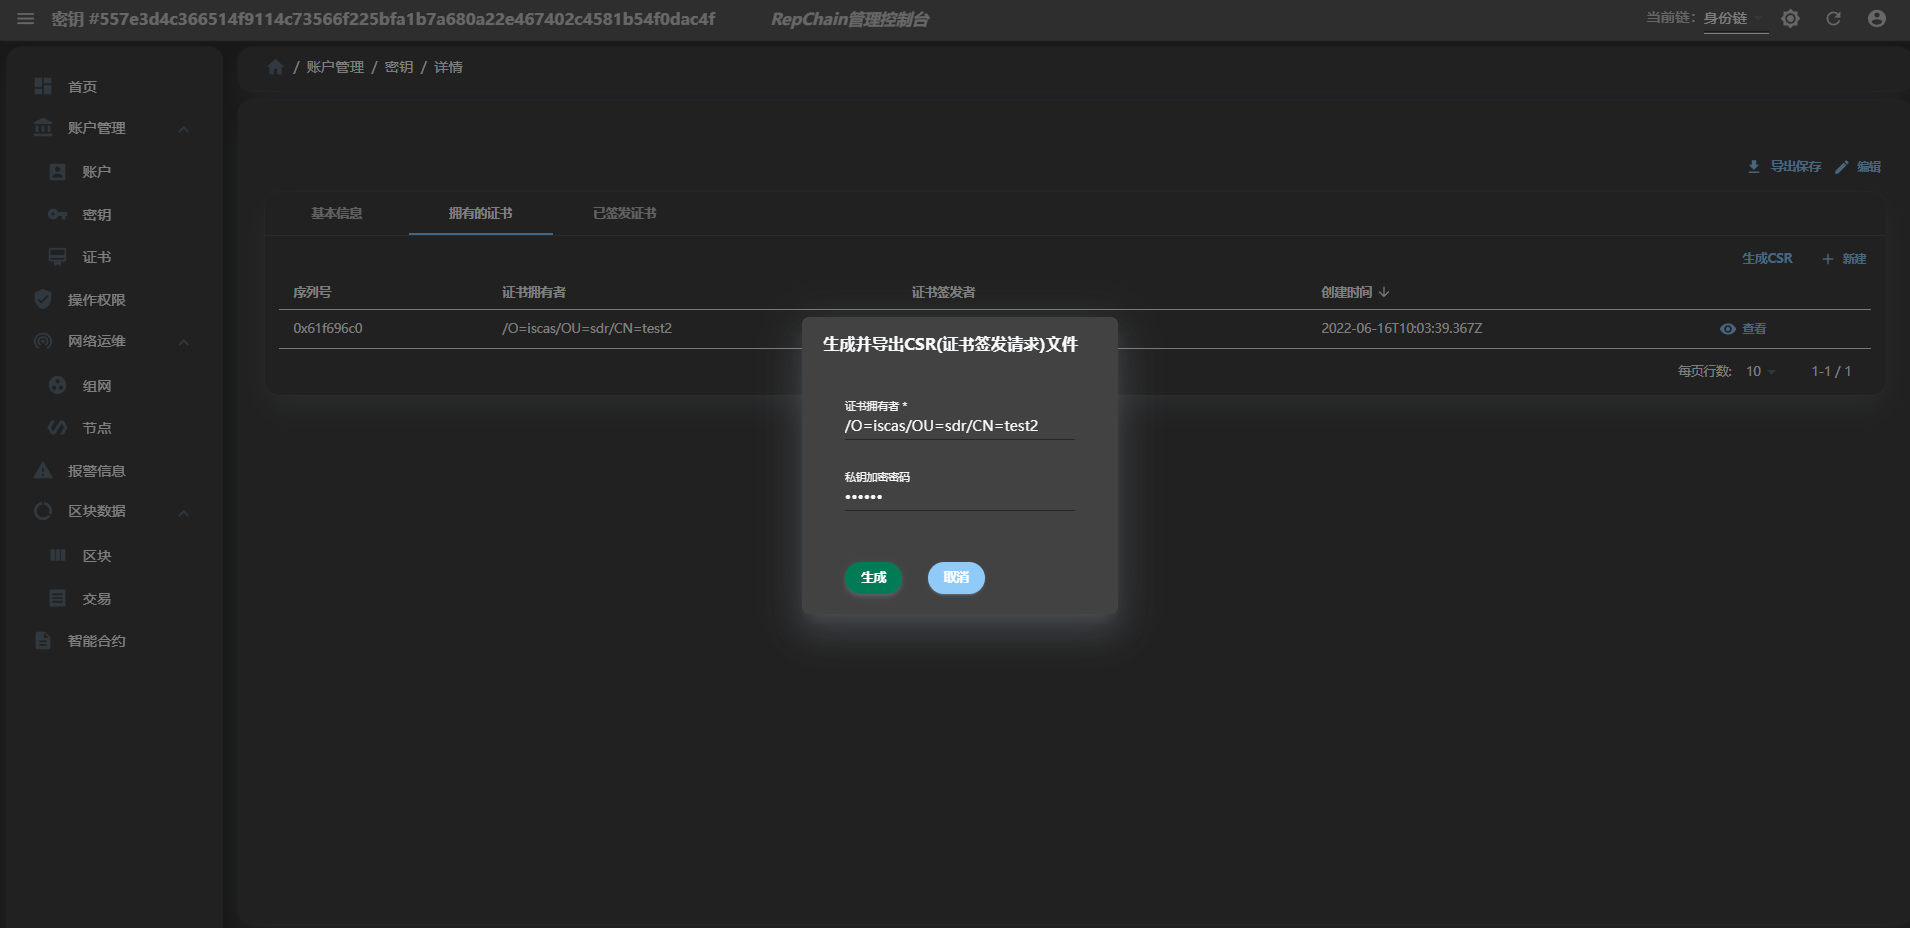 密钥 #557e3d4c366514f9114c73566f225bfa1b7a680a22e467402c4581b54f0dac4f
RepChain管理控制台
当前链: 身份链
/ 账户管理 / 密钥 / 详情
首页
账户管理
账户
密钥
证书
操作权限
网络运维
组网
节点
报警信息
区块数据
区块
交易
智能合约
导出保存 编辑
基本信息 拥有的证书 已签发证书
生成CSR 新建
序列号 证书拥有者 证书签发者 创建时间
0x61f696c0 /O=iscas/OU=sdr/CN=test2 2022-06-16T10:03:39.367Z 查看
每页行数: 10 1-1 / 1
生成并导出CSR(证书签发请求)文件
证书拥有者 *
/O=iscas/OU=sdr/CN=test2
私钥加密密码
••••••
生成 取消